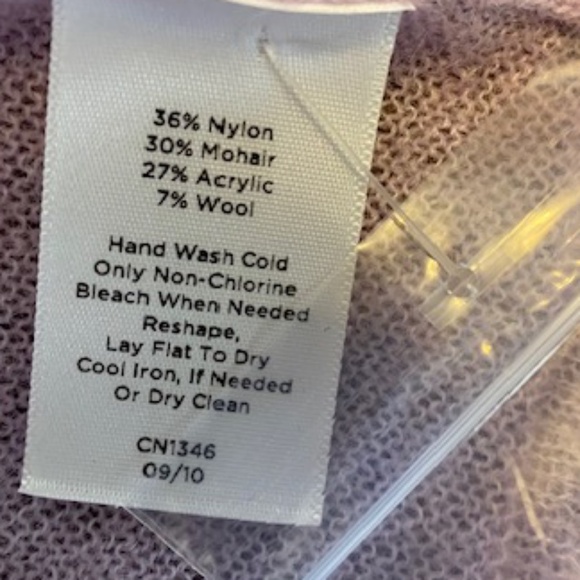 36% Nylon
30% Mohair
27% Acrylic
7% Wool
Hand Wash Cold
Only Non-Chlorine
Bleach When Needed
Reshape,
Lay Flat To Dry
Cool Iron, If Needed
Or Dry Clean
CN1346
09/10